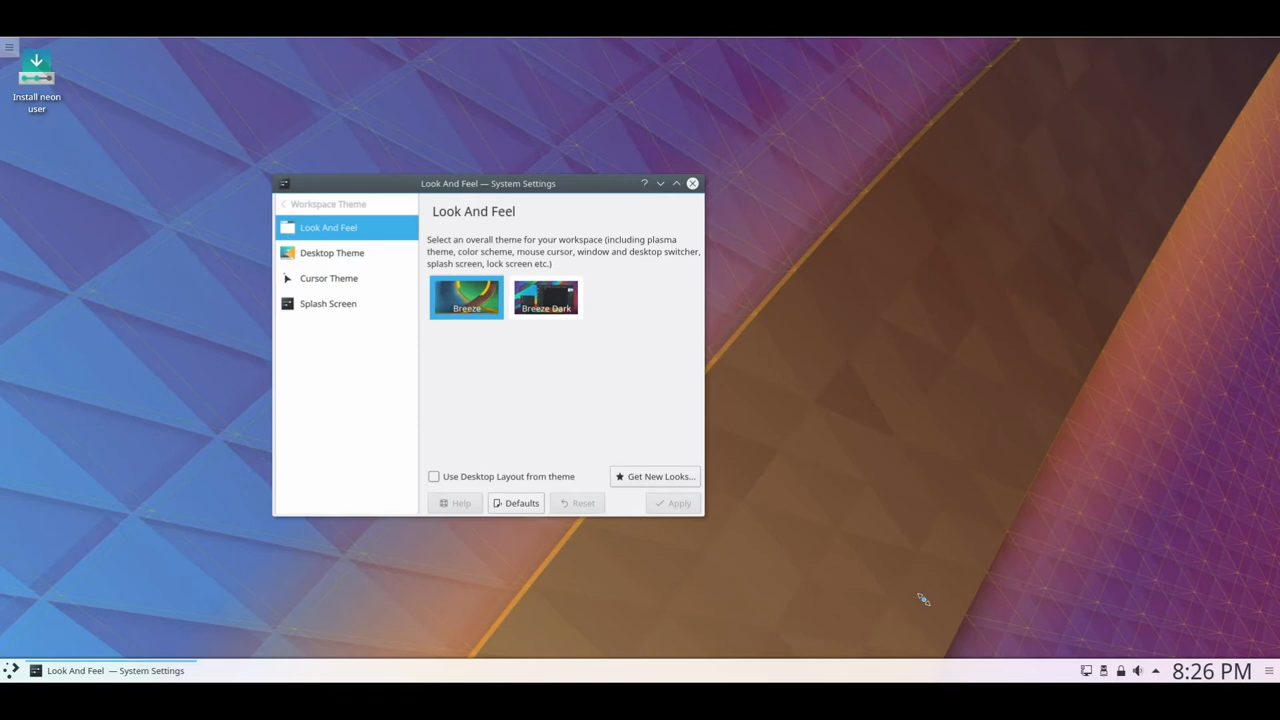 Install neon
user
Look And Feel — System Settings
Workspace Theme
Look And Feel
Desktop Theme
Cursor Theme
Splash Screen
Look And Feel
Select an overall theme for your workspace (including plasma
theme, color scheme, mouse cursor, window and desktop switcher,
splash screen, lock screen etc.)
Breeze
Breeze Dark
Use Desktop Layout from theme
Get New Looks...
Help
Defaults
Reset
Apply
Look And Feel — System Settings
8:26 PM